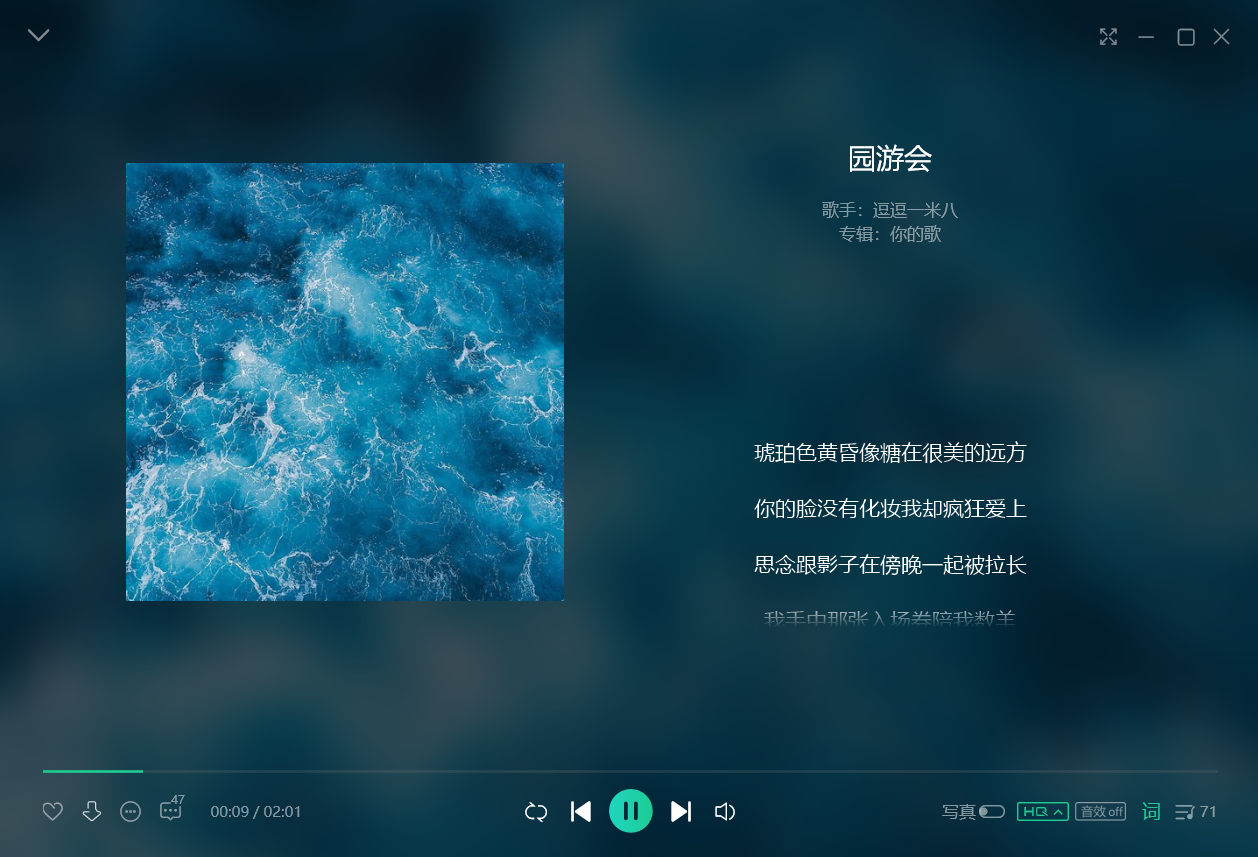 园游会
歌手：逗逗一米八
专辑：你的歌
琥珀色黄昏像糖在很美的远方
你的脸没有化妆我却疯狂爱上
思念跟影子在傍晚一起被拉长
我手中那张入场券陪我数羊
47
00:09 / 02:01
写真
HQ
音效 off
词
71